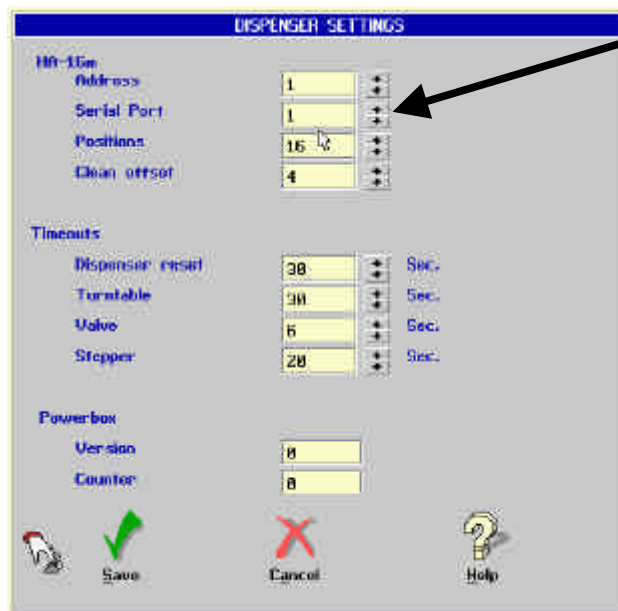 DISPENSER SETTINGS
HA-16m
Address 1
Serial Port 1
Positions 16
Clean offset 4
Timeouts
Dispenser reset 30 Sec.
Turntable 30 Sec.
Valve 6 Sec.
Stepper 20 Sec.
Powerbox
Version 0
Counter 0
Save Cancel Help